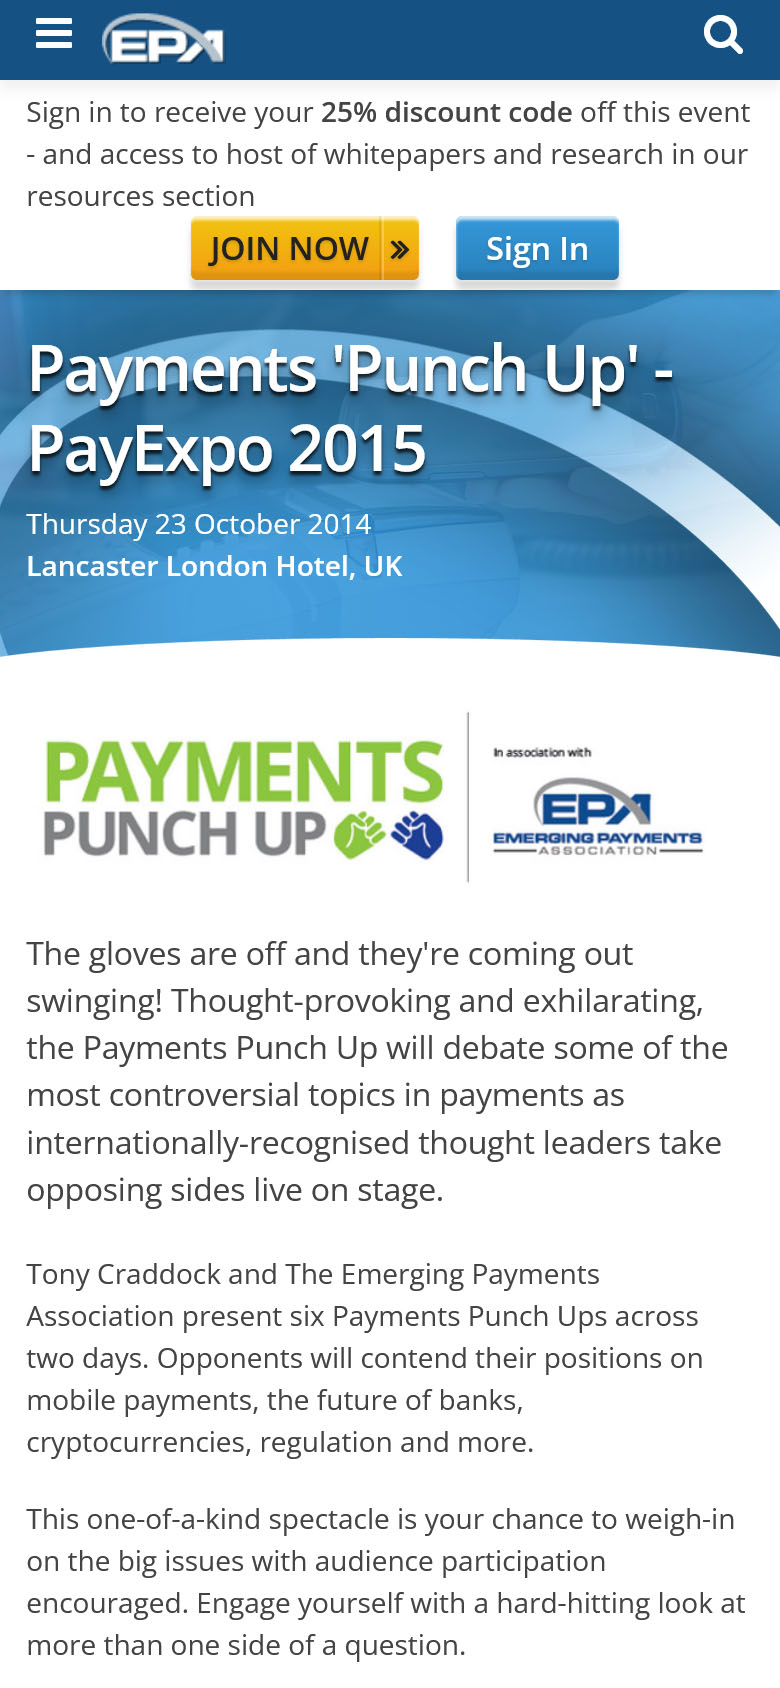 EPA
Sign in to receive your 25% discount code off this event
- and access to host of whitepapers and research in our
resources section
JOIN NOW »
Sign In
Payments 'Punch Up' -
PayExpo 2015
Thursday 23 October 2014
Lancaster London Hotel, UK
PAYMENTS
PUNCH UP
In association with
EPA
EMERGING PAYMENTS
ASSOCIATION
The gloves are off and they're coming out
swinging! Thought-provoking and exhilarating,
the Payments Punch Up will debate some of the
most controversial topics in payments as
internationally-recognised thought leaders take
opposing sides live on stage.
Tony Craddock and The Emerging Payments
Association present six Payments Punch Ups across
two days. Opponents will contend their positions on
mobile payments, the future of banks,
cryptocurrencies, regulation and more.
This one-of-a-kind spectacle is your chance to weigh-in
on the big issues with audience participation
encouraged. Engage yourself with a hard-hitting look at
more than one side of a question.